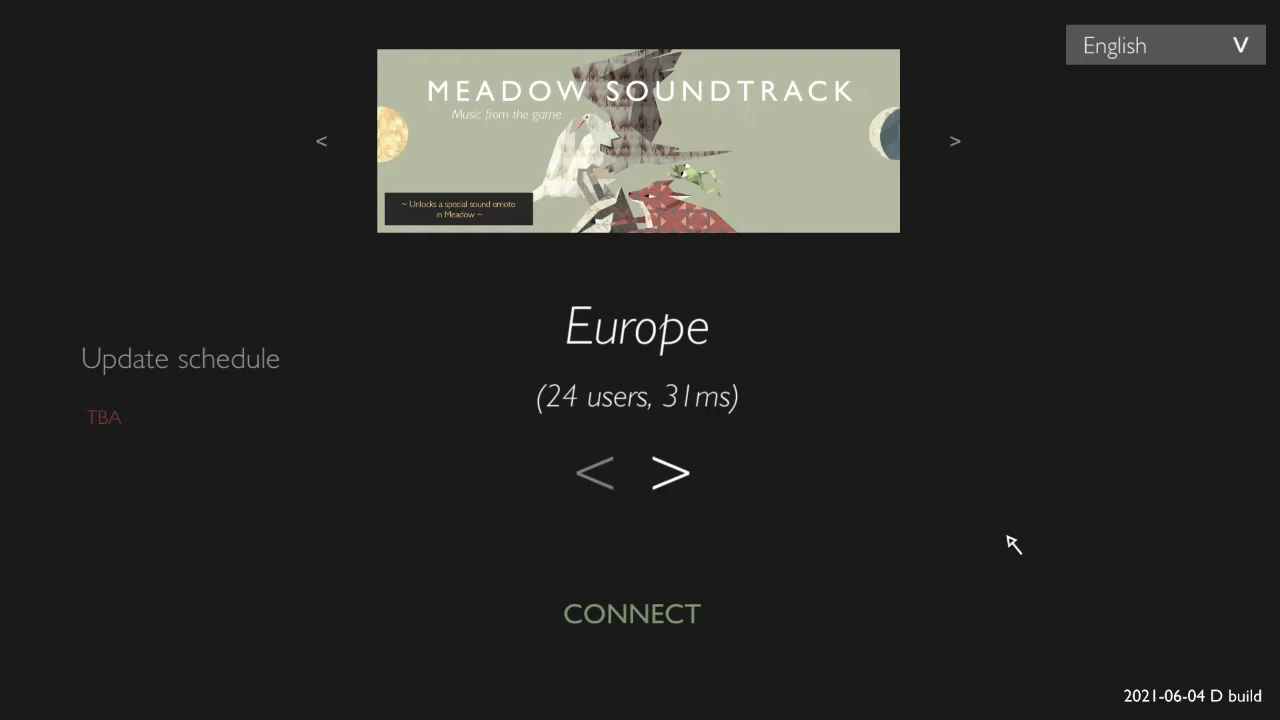 English V
MEADOW SOUNDTRACK
Music from the game
~ Unlocks a special sound emote
in Meadow ~
< >
Europe
(24 users, 31ms)
Update schedule
TBA
< >
CONNECT
2021-06-04 D build